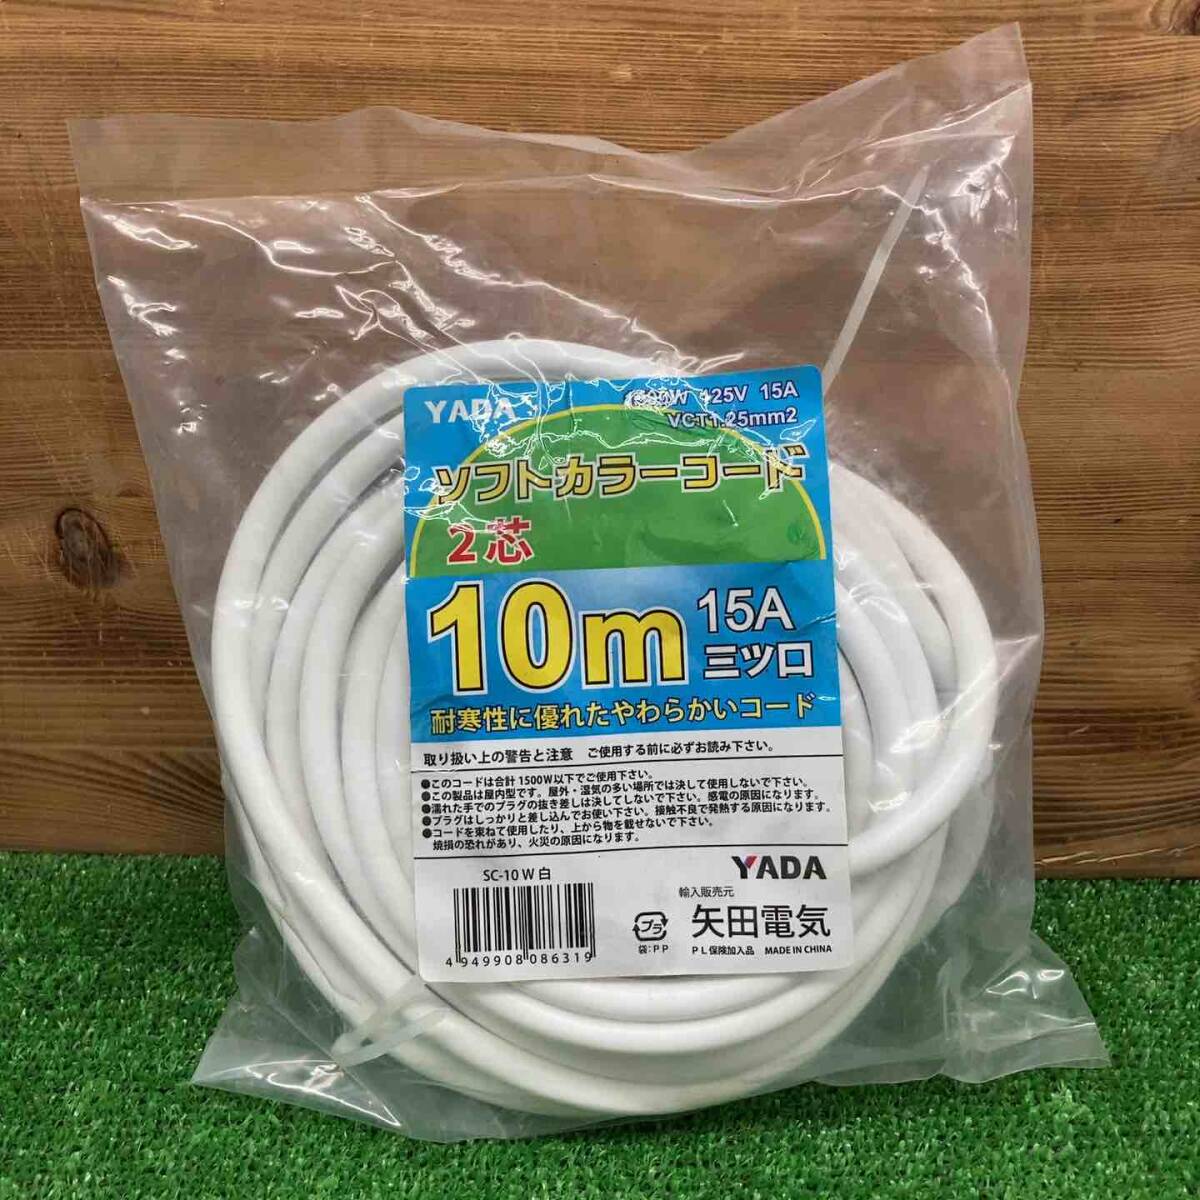 YADA
1500W 125V 15A
VCT1.25mm2
ソフトカラーコード
2芯
10m
15A
三ツ口
耐寒性に優れたやわらかいコード
取り扱い上の警告と注意 ご使用する前に必ずお読み下さい。
●このコードは合計1500W以下でご使用下さい。
●この製品は屋内型です。屋外・湿気の多い場所では決して使用しないで下さい。
●濡れた手でのプラグの抜き差しは決してしないで下さい。感電の原因になります。
●プラグはしっかりと差し込んでお使い下さい。接触不良で発熱する原因になります。
●コードを束ねて使用したり、上から物を載せないで下さい。
焼損の恐れがあり、火災の原因になります。
SC-10 W 白
4 949908 086319
YADA
輸入販売元
矢田電気
プラ
袋:PP
PL保険加入品 MADE IN CHINA